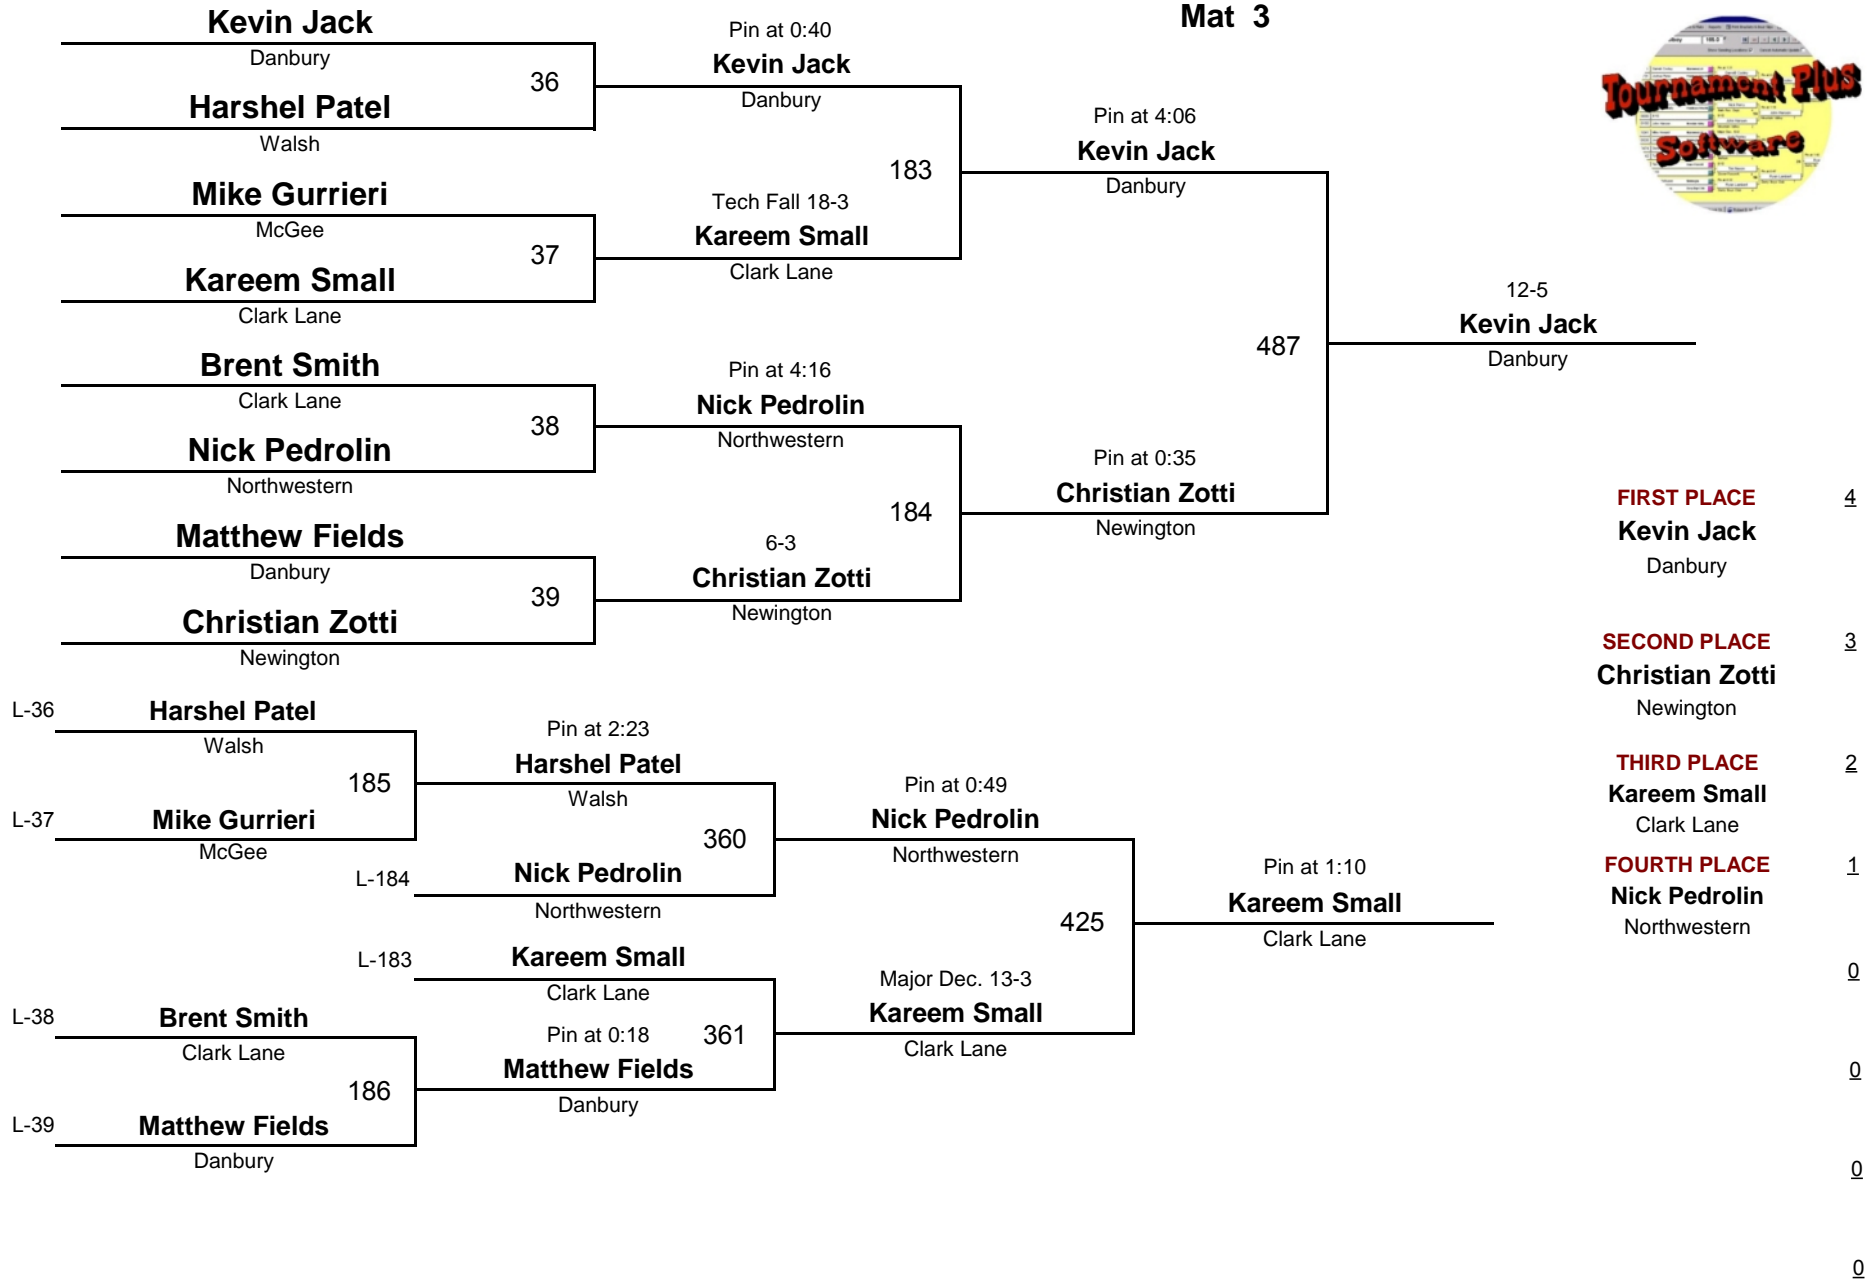 Mat 3
Kevin Jack
Danbury
36
Harshel Patel
Walsh
Mike Gurrieri
McGee
37
Kareem Small
Clark Lane
Brent Smith
Clark Lane
38
Nick Pedrolin
Northwestern
Matthew Fields
Danbury
39
Christian Zotti
Newington
Pin at 0:40
Kevin Jack
Danbury
183
Tech Fall 18-3
Kareem Small
Clark Lane
Pin at 4:16
Nick Pedrolin
Northwestern
184
6-3
Christian Zotti
Newington
Pin at 4:06
Kevin Jack
Danbury
487
Pin at 0:35
Christian Zotti
Newington
12-5
Kevin Jack
Danbury
Tournament Plus
Software
FIRST PLACE 4
Kevin Jack
Danbury
SECOND PLACE 3
Christian Zotti
Newington
THIRD PLACE 2
Kareem Small
Clark Lane
FOURTH PLACE 1
Nick Pedrolin
Northwestern
0
0
0
0
L-36 Harshel Patel
Walsh
185
L-37 Mike Gurrieri
McGee
L-38 Brent Smith
Clark Lane
186
L-39 Matthew Fields
Danbury
Pin at 2:23
Harshel Patel
Walsh
360
L-184 Nick Pedrolin
Northwestern
L-183 Kareem Small
Clark Lane
Pin at 0:18 361
Matthew Fields
Danbury
Pin at 0:49
Nick Pedrolin
Northwestern
425
Major Dec. 13-3
Kareem Small
Clark Lane
Pin at 1:10
Kareem Small
Clark Lane